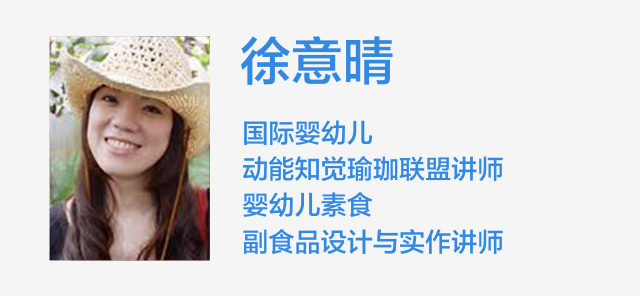 徐意晴
国际婴幼儿
动能知觉瑜珈联盟讲师
婴幼儿素食
副食品设计与实作讲师